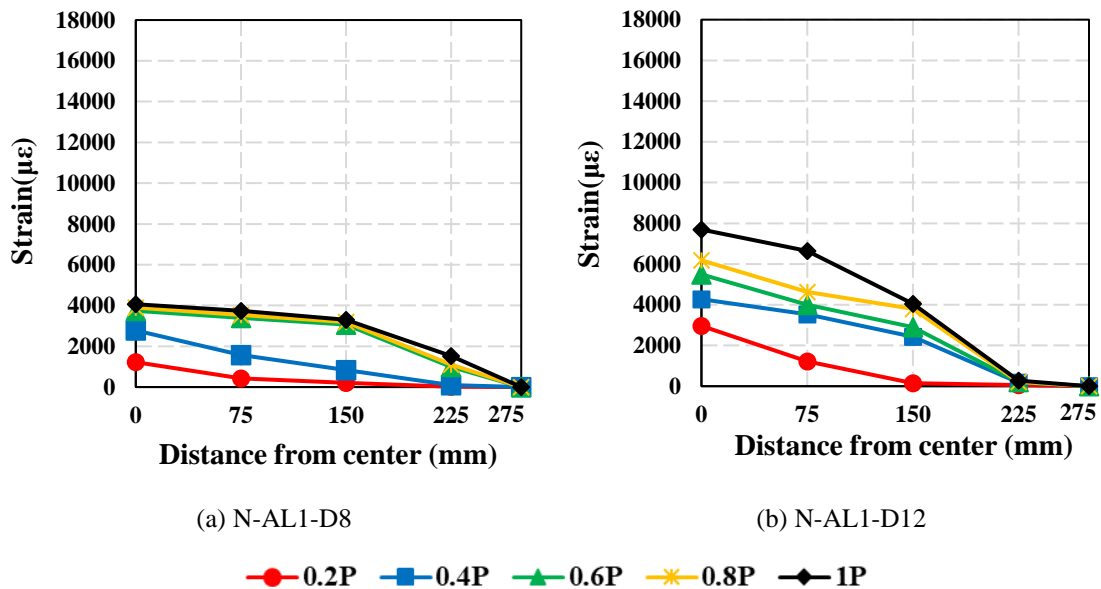 18000
16000
14000
12000
10000
8000
6000
4000
2000
0
Strain(με)
0 75 150 225 275
Distance from center (mm)
(a) N-AL1-D8
18000
16000
14000
12000
10000
8000
6000
4000
2000
0
Strain(με)
0 75 150 225 275
Distance from center (mm)
(b) N-AL1-D12
0.2P 0.4P 0.6P 0.8P 1P